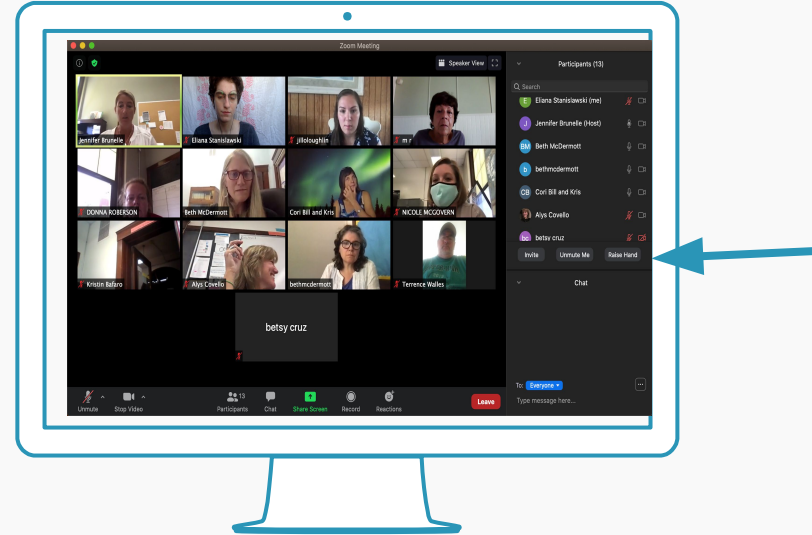 Zoom Meeting
Speaker View
Jennifer Brunelle
Eliana Stanislawski
jilloloughlin
m r
DONNA ROBERSON
Beth McDermott
Cori Bill and Kris
NICOLE MCGOVERN
Kristin Bafaro
Alys Covello
bethmcdermott
Terrence Walles
betsy cruz
Unmute
Stop Video
13
Participants
Chat
Share Screen
Record
Reactions
Leave
Participants (13)
Search
E Eliana Stanislawski (me)
J Jennifer Brunelle (Host)
BM Beth McDermott
b bethmcdermott
CB Cori Bill and Kris
Alys Covello
bc betsy cruz
Invite Unmute Me Raise Hand
Chat
To: Everyone
Type message here...